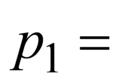 p₁ =